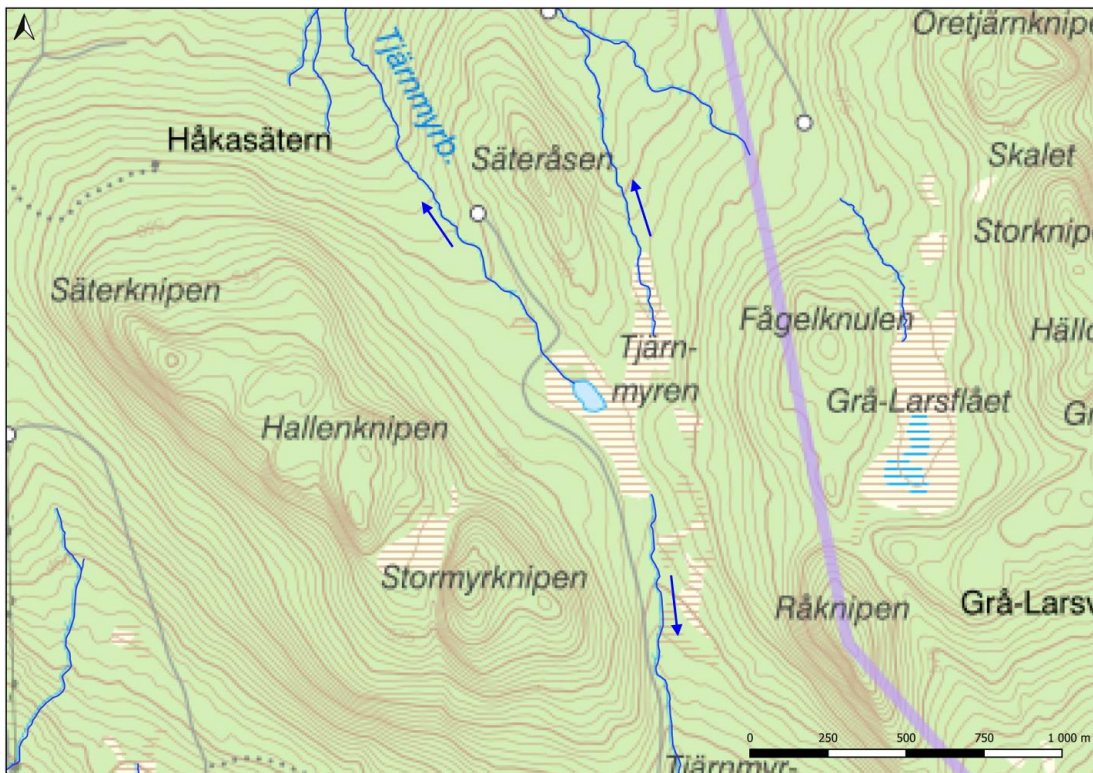 Oretjärnknipe
Tjärnmyrb.
Håkasätern
Säteråsen
Skalet
Storknipe
Säterknipen
Fågelknulen
Hällo
Tjärn-
myren
Grå-Larsflået
Gr
Hallenknipen
Stormyrknipen
Råknipen
Grå-Larsv
0 250 500 750 1 000 m
Tjärnmyr-